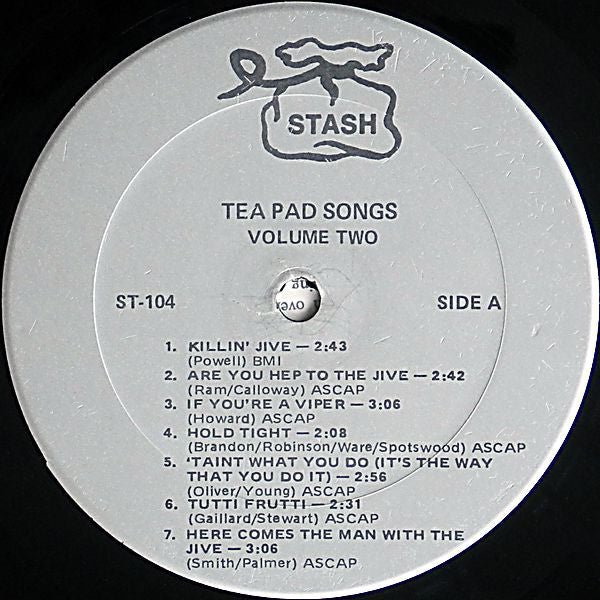 STASH
TEA PAD SONGS
VOLUME TWO
ST-104
SIDE A
1. KILLIN' JIVE — 2:43
(Powell) BMI
2. ARE YOU HEP TO THE JIVE — 2:42
(Ram/Calloway) ASCAP
3. IF YOU'RE A VIPER — 3:06
(Howard) ASCAP
4. HOLD TIGHT — 2:08
(Brandon/Robinson/Ware/Spotswood) ASCAP
5. 'TAINT WHAT YOU DO (IT'S THE WAY
THAT YOU DO IT) — 2:56
(Oliver/Young) ASCAP
6. TUTTI FRUTTI — 2:31
(Gaillard/Stewart) ASCAP
7. HERE COMES THE MAN WITH THE
JIVE — 3:06
(Smith/Palmer) ASCAP